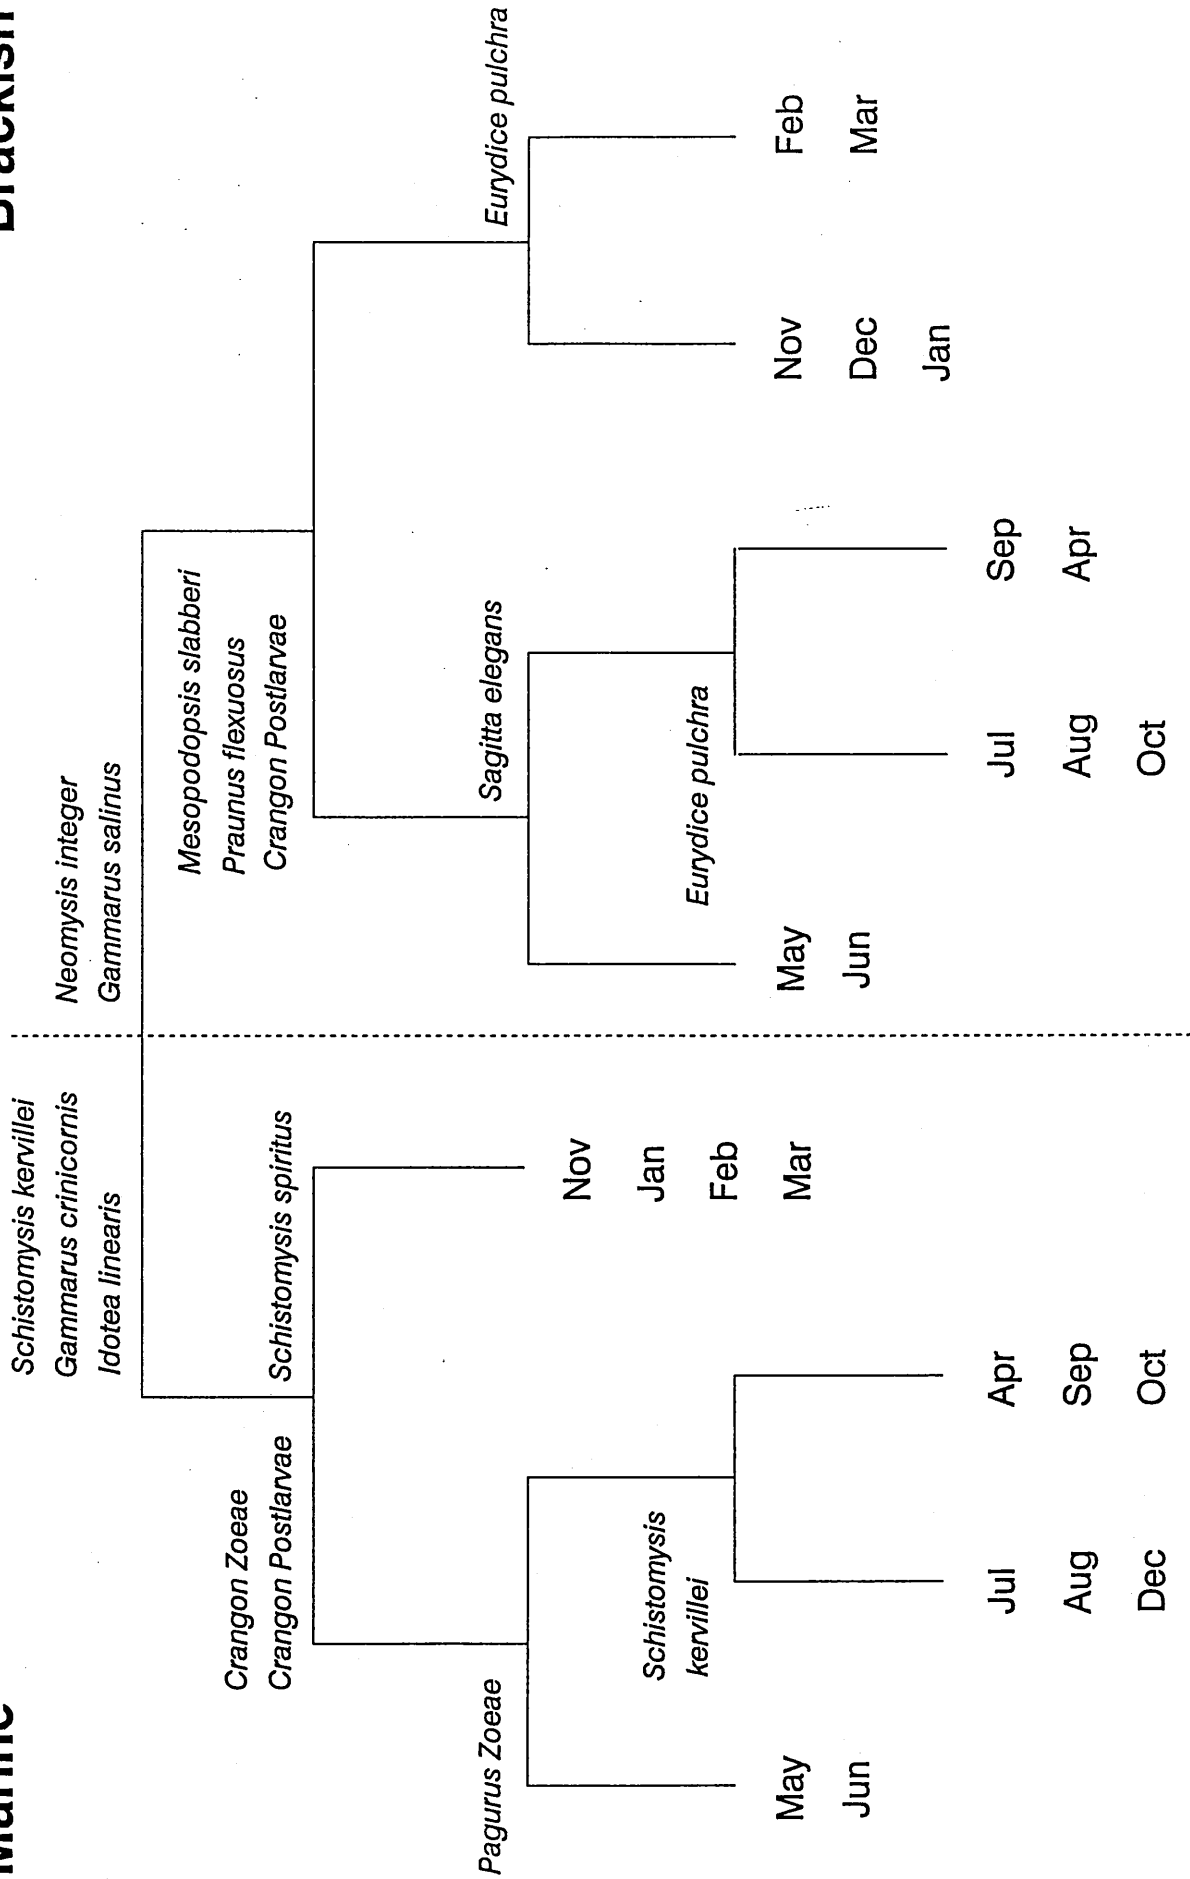 Marine
Brackish
Schistomysis kervillei
Gammarus crinicornis
Idotea linearis
Neomysis integer
Gammarus salinus
Crangon Zoeae
Crangon Postlarvae
Schistomysis spiritus
Mesopodopsis slabberi
Praunus flexuosus
Crangon Postlarvae
Pagurus Zoeae
Sagitta elegans
Eurydice pulchra
Schistomysis
kervillei
Eurydice pulchra
May
Jun
Jul
Aug
Dec
Apr
Sep
Oct
Nov
Jan
Feb
Mar
May
Jun
Jul
Aug
Oct
Sep
Apr
Nov
Dec
Jan
Feb
Mar